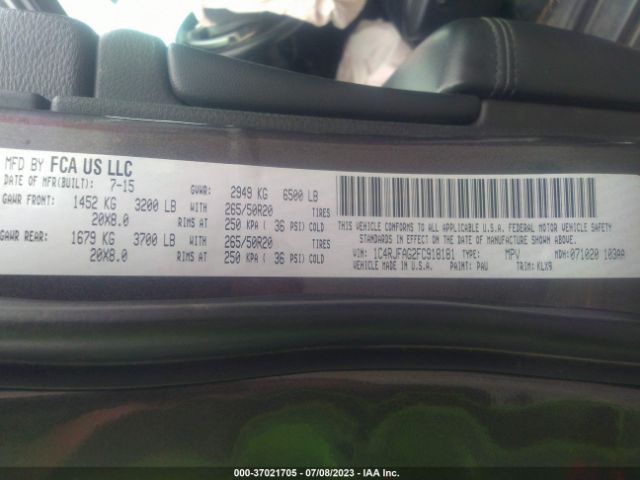 MFD BY FCA US LLC
DATE OF MFR(BUILT): 7-15 GVWR: 2949 KG 6500 LB
GAWR FRONT: 1452 KG 3200 LB WITH 265/50R20 TIRES
20X8.0 RIMS AT 250 KPA ( 36 PSI) COLD
GAWR REAR: 1679 KG 3700 LB WITH 265/50R20 TIRES
20X8.0 RIMS AT 250 KPA ( 36 PSI) COLD
THIS VEHICLE CONFORMS TO ALL APPLICABLE U.S.A. FEDERAL MOTOR VEHICLE SAFETY
STANDARDS IN EFFECT ON THE DATE OF MANUFACTURE SHOWN ABOVE.
VIN: 1C4RJFAG2FC918181 TYPE: MPV MDH:071020 103AA
VEHICLE MADE IN U.S.A. PAINT: PAU TRIM: KLX9
000-37021705 - 07/08/2023 - IAA Inc.